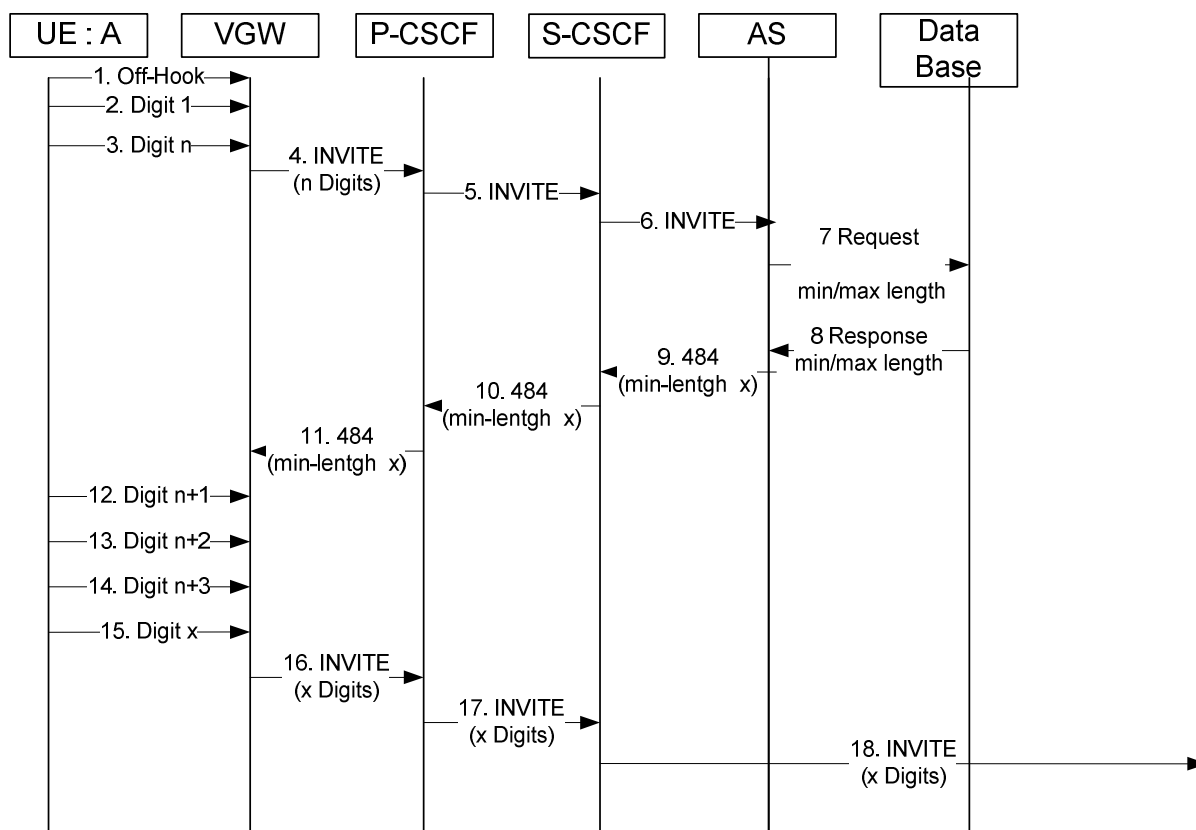 UE : A
VGW
P-CSCF
S-CSCF
AS
Data
Base
1. Off-Hook
2. Digit 1
3. Digit n
4. INVITE
(n Digits)
5. INVITE
6. INVITE
7 Request
min/max length
8 Response
min/max length
9. 484
(min-lentgh x)
10. 484
(min-lentgh x)
11. 484
(min-lentgh x)
12. Digit n+1
13. Digit n+2
14. Digit n+3
15. Digit x
16. INVITE
(x Digits)
17. INVITE
(x Digits)
18. INVITE
(x Digits)